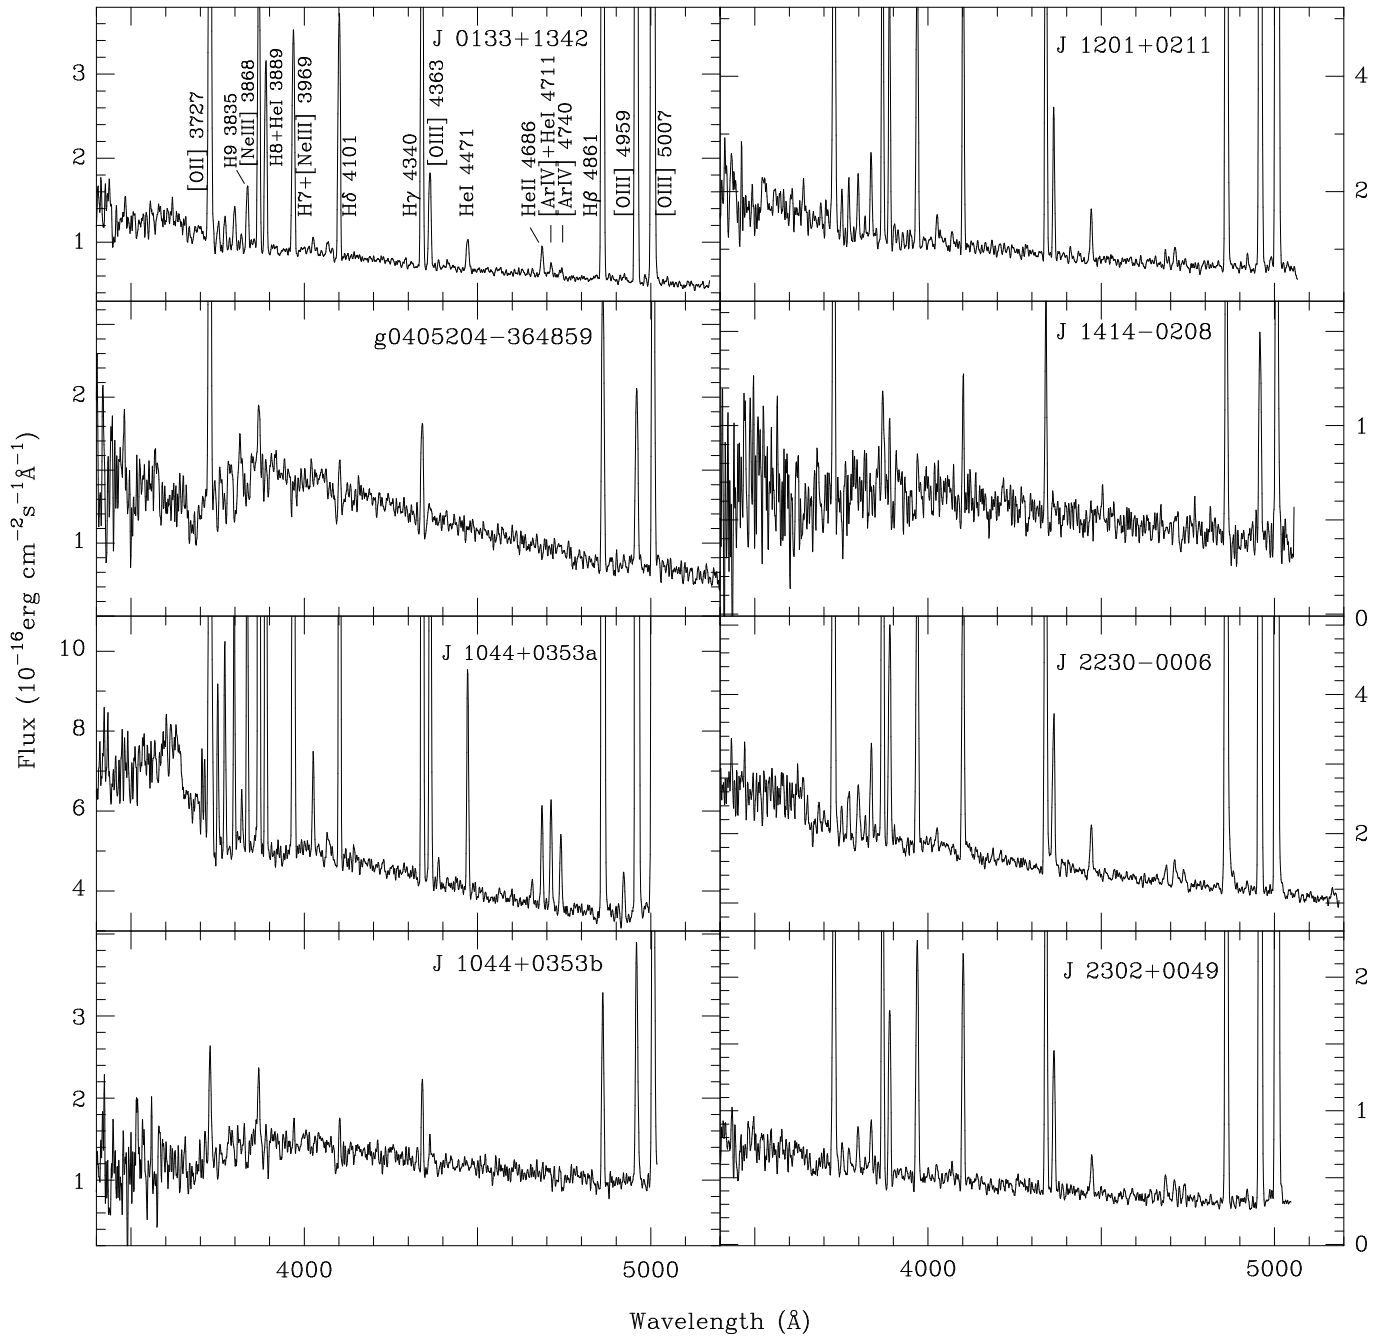 J 0133+1342
[OII] 3727
H9 3835
[NeIII] 3868
H8+HeI 3889
H7+[NeIII] 3969
Hδ 4101
Hγ 4340
[OIII] 4363
HeI 4471
HeII 4686
[ArIV]+HeI 4711
[ArIV] 4740
Hβ 4861
[OIII] 4959
[OIII] 5007
3
2
1
J 1201+0211
4
2
g0405204−364859
2
1
J 1414−0208
1
0
J 1044+0353a
10
8
6
4
J 2230−0006
4
2
J 1044+0353b
3
2
1
J 2302+0049
2
1
0
4000
5000
4000
5000
Flux (10−16erg cm−2s−1Å−1)
Wavelength (Å)